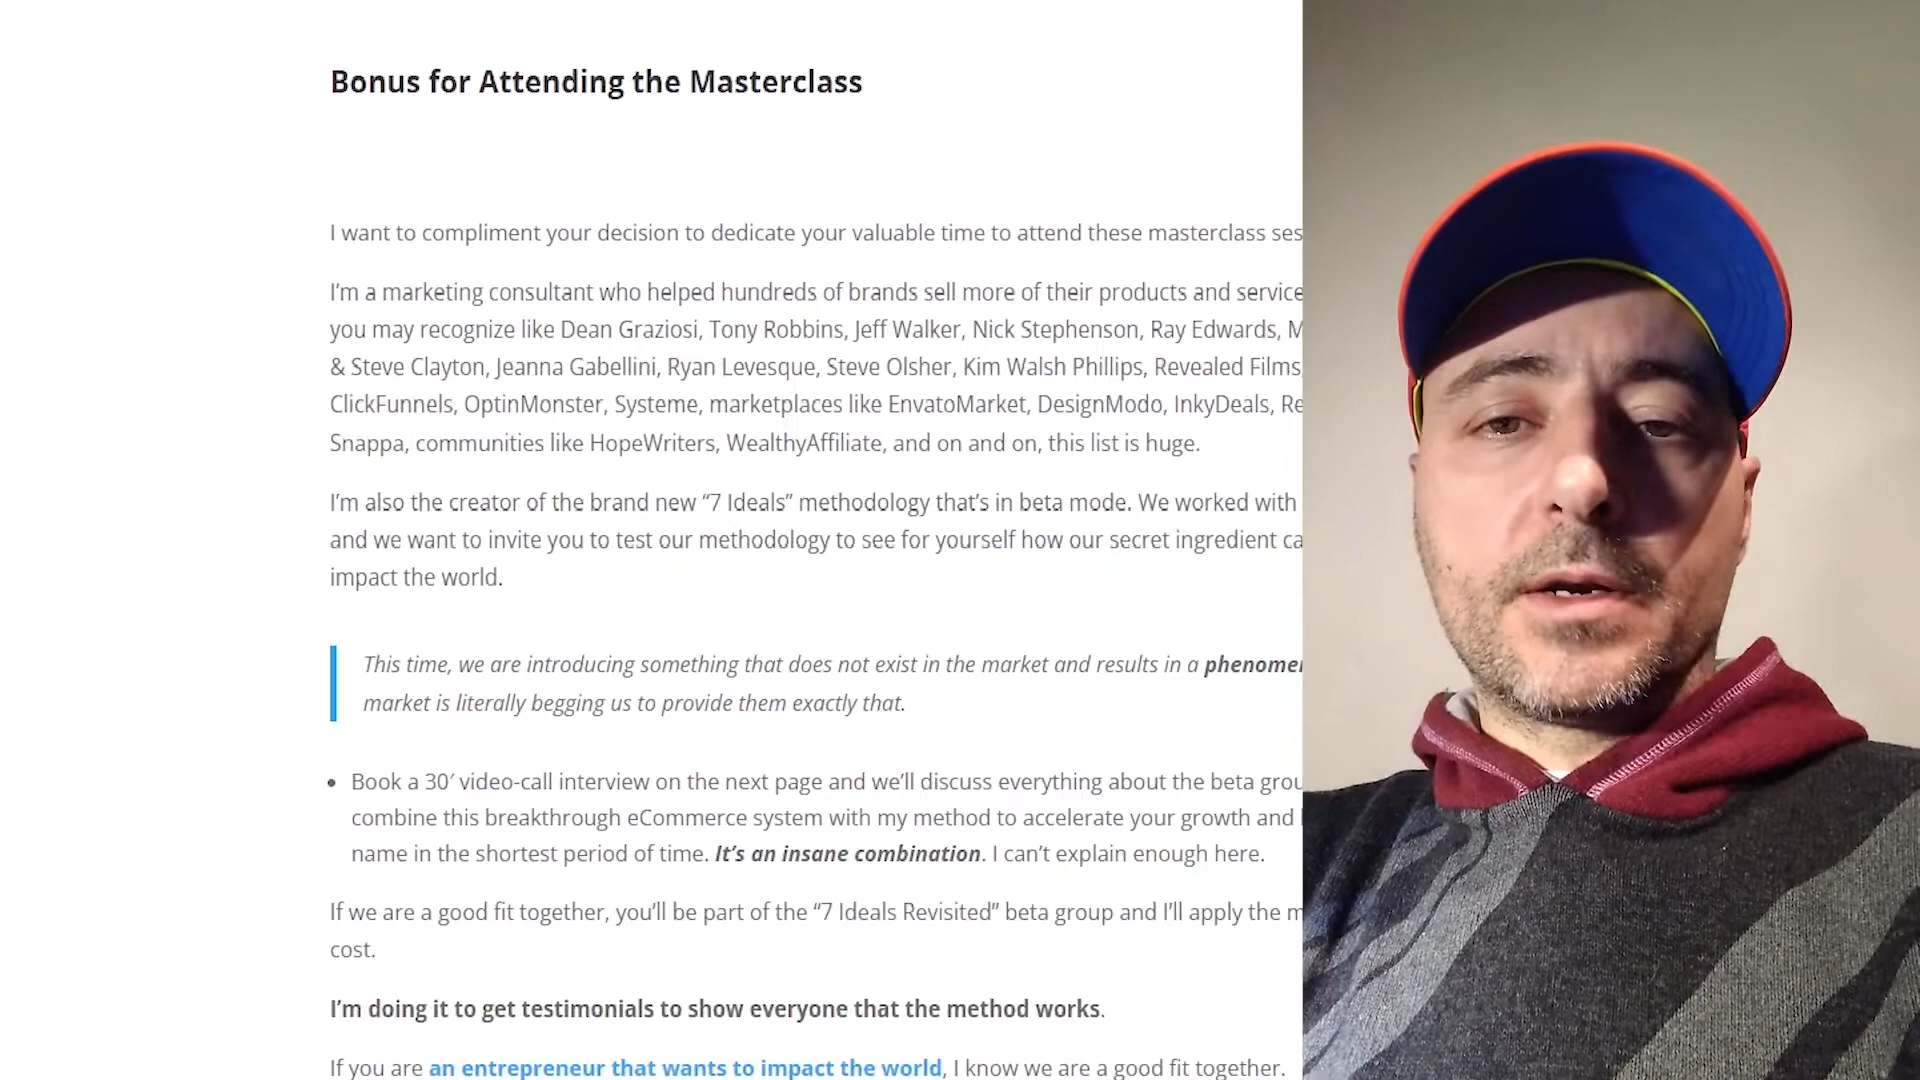 Bonus for Attending the Masterclass
I want to compliment your decision to dedicate your valuable time to attend these masterclass
I'm a marketing consultant who helped hundreds of brands sell more of their products and
you may recognize like Dean Graziosi, Tony Robbins, Jeff Walker, Nick Stephenson, Ray Edwards,
& Steve Clayton, Jeanna Gabellini, Ryan Levesque, Steve Olsher, Kim Walsh Phillips, Revealed Films,
ClickFunnels, OptinMonster, Systeme, marketplaces like EnvatoMarket, DesignModo, InkyDeals,
Snappa, communities like HopeWriters, WealthyAffiliate, and on and on, this list is huge.
I'm also the creator of the brand new “7 Ideals” methodology that's in beta mode. We worked with
and we want to invite you to test our methodology to see for yourself how our secret ingredient
impact the world.
This time, we are introducing something that does not exist in the market and results in a
market is literally begging us to provide them exactly that.
• Book a 30′ video-call interview on the next page and we'll discuss everything about the beta
combine this breakthrough eCommerce system with my method to accelerate your growth and
name in the shortest period of time. It's an insane combination. I can't explain enough here.
If we are a good fit together, you'll be part of the “7 Ideals Revisited” beta group and I'll apply the
cost.
I'm doing it to get testimonials to show everyone that the method works.
If you are an entrepreneur that wants to impact the world, I know we are a good fit together.